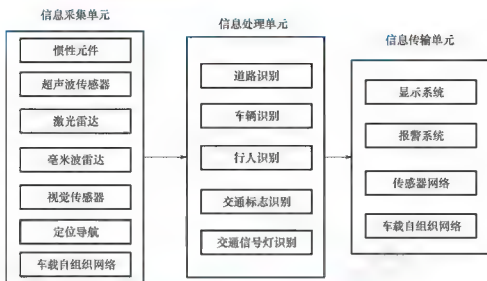 信息采集单元
惯性元件
超声波传感器
激光雷达
毫米波雷达
视觉传感器
定位导航
车载自组织网络
信息处理单元
道路识别
车辆识别
行人识别
交通标志识别
交通信号灯识别
信息传输单元
显示系统
报警系统
传感器网络
车载自组织网络